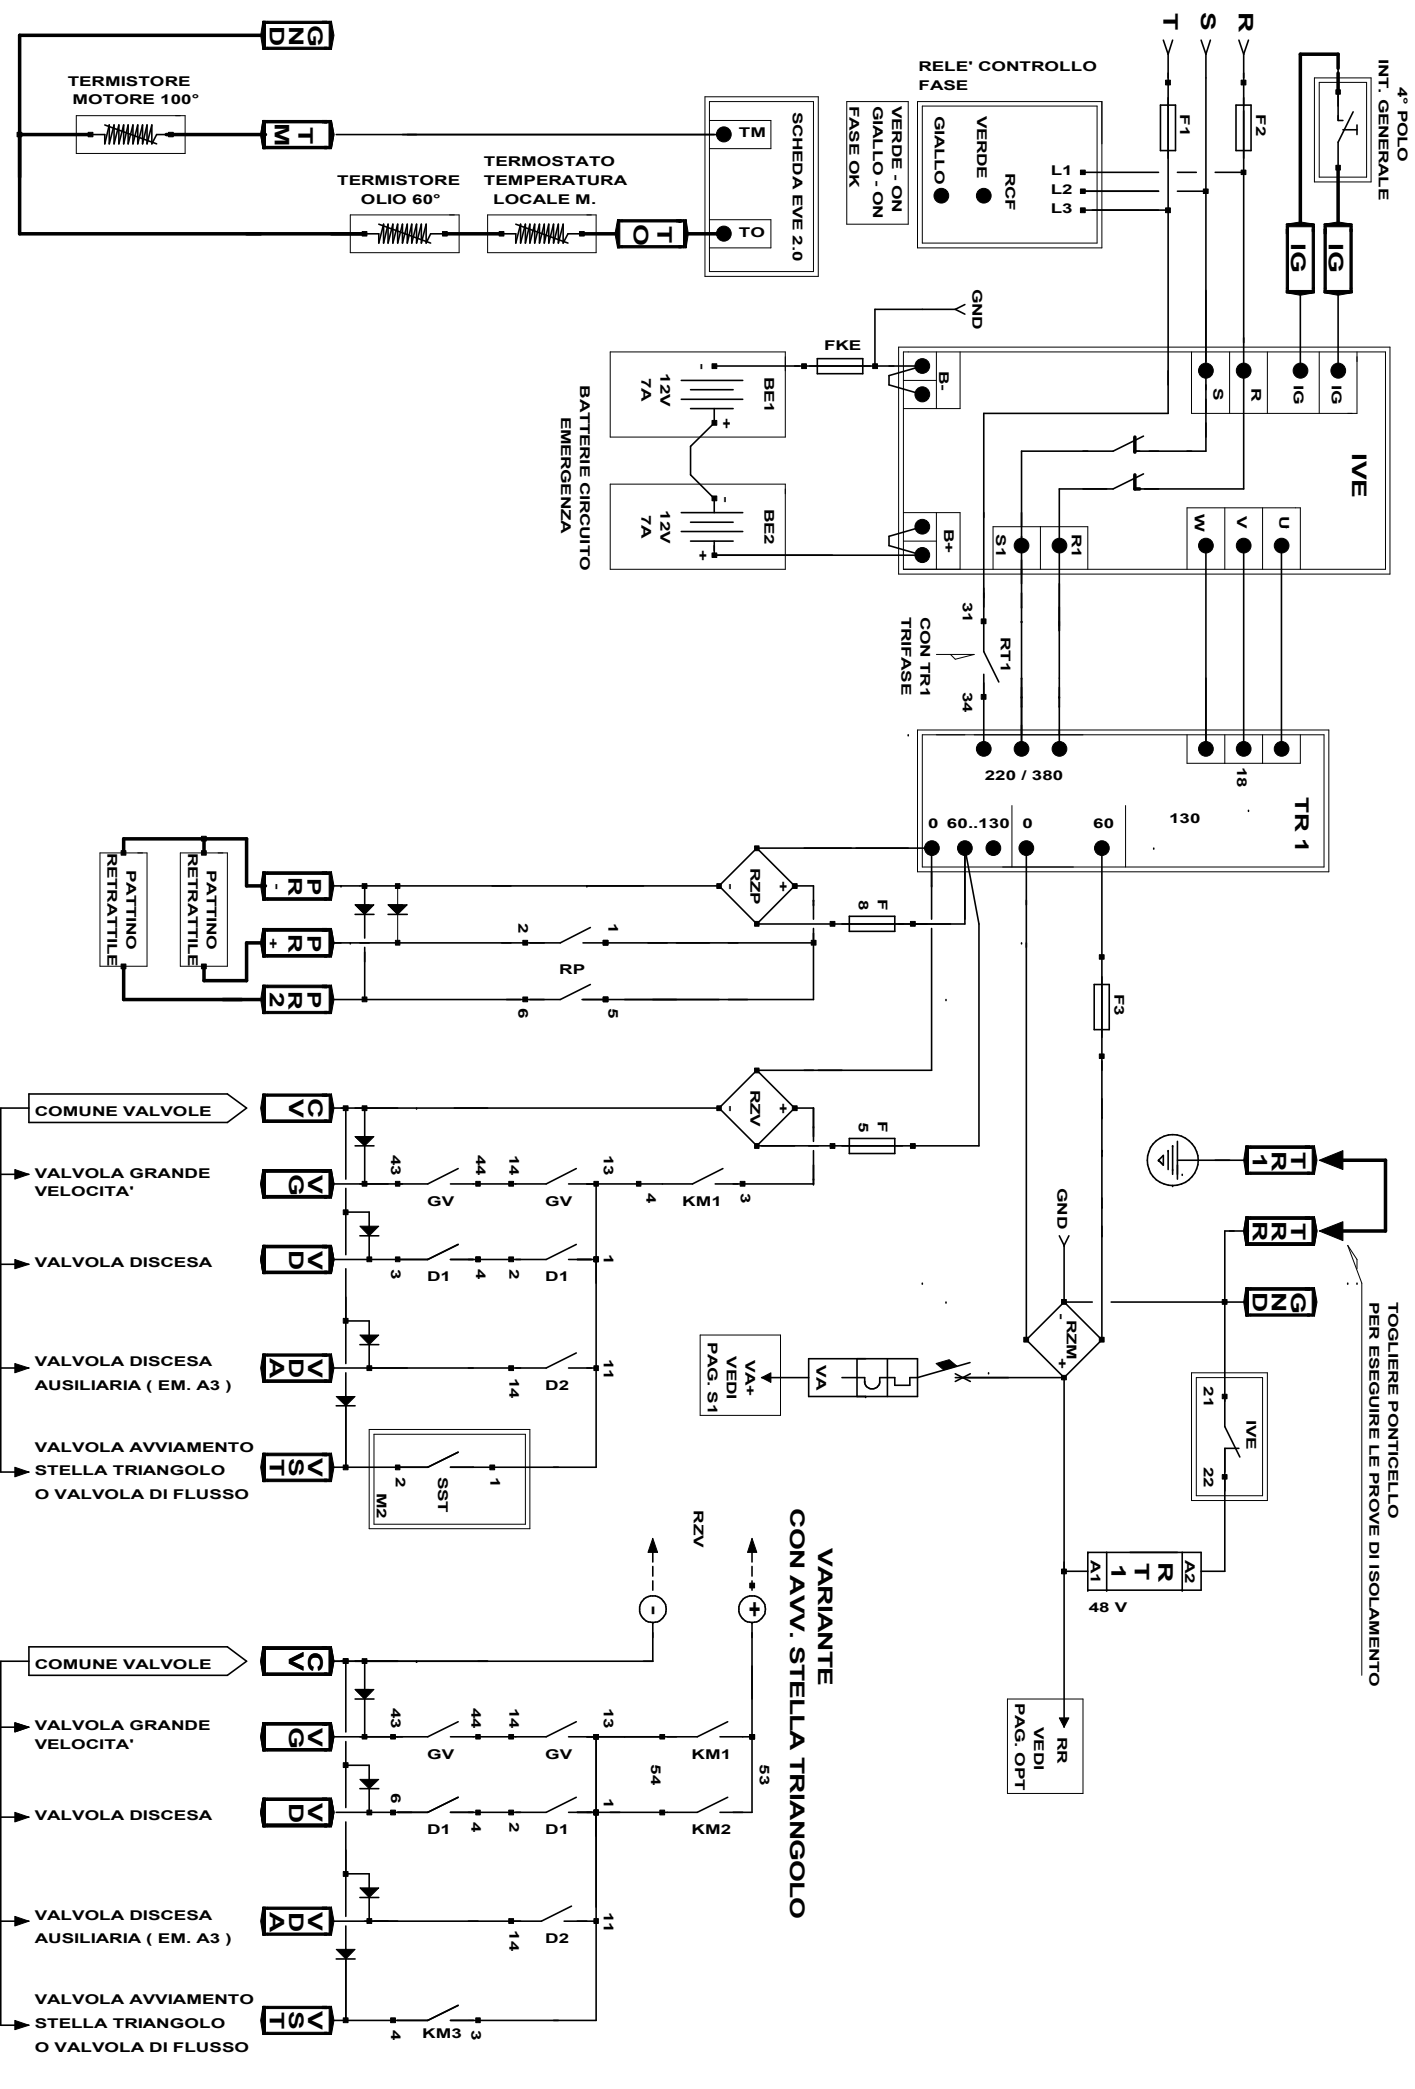 T
S
R
4° POLO
INT. GENERALE
IG
IG
F1
F2
RELE' CONTROLLO
FASE
L1
L2
L3
RCF
VERDE
GIALLO
VERDE - ON
GIALLO - ON
FASE OK
GND
TERMISTORE
MOTORE 100°
TM
TERMISTORE
OLIO 60°
TERMOSTATO
TEMPERATURA
LOCALE M.
TO
SCHEDA EVE 2.0
TM
TO
GND
FKE
B-
B+
BE1
12V
7A
-
+
BE2
12V
7A
-
+
BATTERIE CIRCUITO
EMERGENZA
IVE
IG
IG
R
S
U
V
W
R1
S1
31
RT1
34
CON TR1
TRIFASE
TR 1
18
220 / 380
130
0
60..130
0
60
RZP
-
+
F
8
PR
-
PR
+
PR2
PATTINO
RETRATTILE
PATTINO
RETRATTILE
1
2
RP
5
6
F3
RZV
-
+
F
5
3
KM1
4
COMUNE VALVOLE
CV
VALVOLA GRANDE
VELOCITA'
VG
43
GV
44
14
GV
13
VALVOLA DISCESA
VD
3
D1
4
2
D1
1
VALVOLA DISCESA
AUSILIARIA ( EM. A3 )
VDA
14
D2
11
VALVOLA AVVIAMENTO
STELLA TRIANGOLO
O VALVOLA DI FLUSSO
VST
2
SST
1
M2
TR1
TRR
GND
GND
TOGLIERE PONTICELLO
PER ESEGUIRE LE PROVE DI ISOLAMENTO
RZM
-
+
21
IVE
22
VA
VA+
VEDI
PAG. S1
A1
RT1
A2
48 V
RR
VEDI
PAG. OPT
VARIANTE
CON AVV. STELLA TRIANGOLO
RZV
-
+
COMUNE VALVOLE
CV
VALVOLA GRANDE
VELOCITA'
VG
43
GV
44
14
GV
13
KM1
54
53
VALVOLA DISCESA
VD
6
D1
4
2
D1
1
KM2
VALVOLA DISCESA
AUSILIARIA ( EM. A3 )
VDA
14
D2
11
VALVOLA AVVIAMENTO
STELLA TRIANGOLO
O VALVOLA DI FLUSSO
VST
4
KM3
3